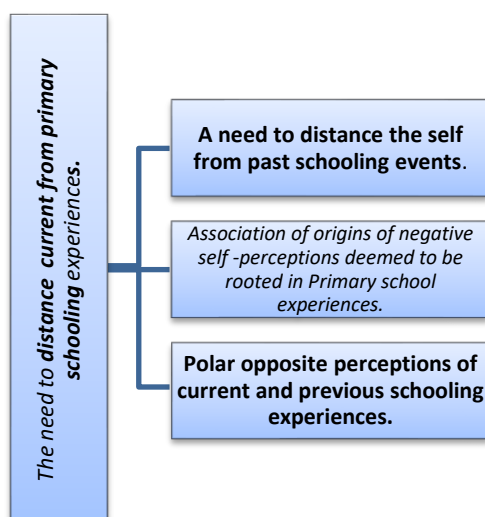 The need to distance current from primary
schooling experiences.
A need to distance the self
from past schooling events.
Association of origins of negative
self -perceptions deemed to be
rooted in Primary school
experiences.
Polar opposite perceptions of
current and previous schooling
experiences.